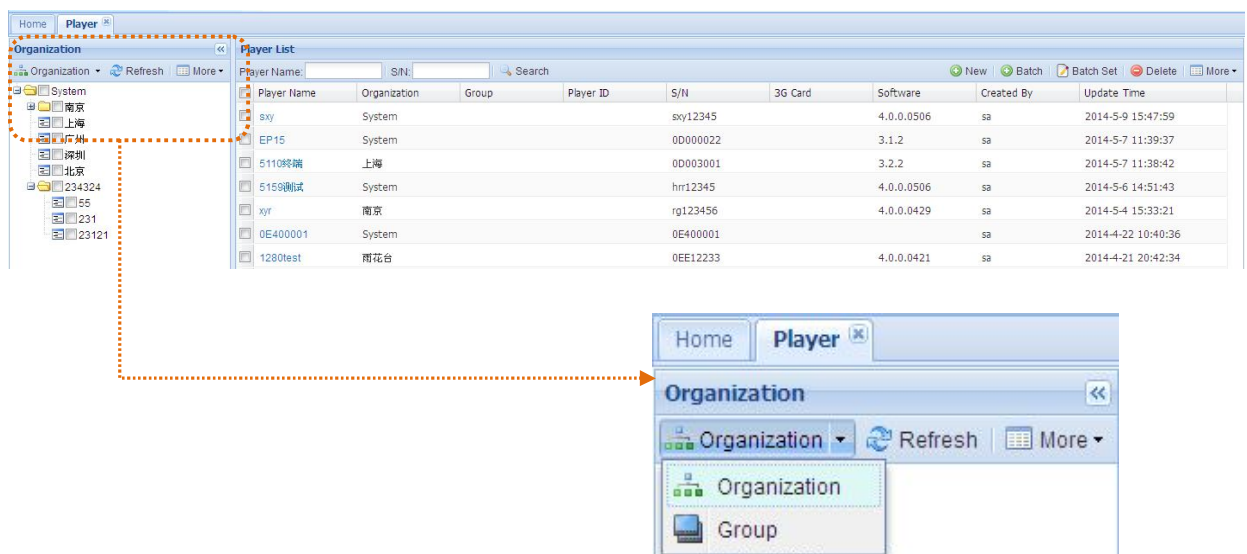 Home Player
Organization Player List
Organization Refresh More Player Name: S/N: Search New Batch Batch Set Delete More
System Player Name Organization Group Player ID S/N 3G Card Software Created By Update Time
南京
上海 sxy System sxy12345 4.0.0.0506 sa 2014-5-9 15:47:59
广州 EP15 System 0D000022 3.1.2 sa 2014-5-7 11:39:37
深圳
北京 5110终端 上海 0D003001 3.2.2 sa 2014-5-7 11:38:42
234324 5159测试 System hrr12345 4.0.0.0506 sa 2014-5-6 14:51:43
55
231 xyr 南京 rg123456 4.0.0.0429 sa 2014-5-4 15:33:21
23121 0E400001 System 0E400001 sa 2014-4-22 10:40:36
1280test 雨花台 0EE12233 4.0.0.0421 sa 2014-4-21 20:42:34
Home Player
Organization
Organization Refresh More
Organization
Group